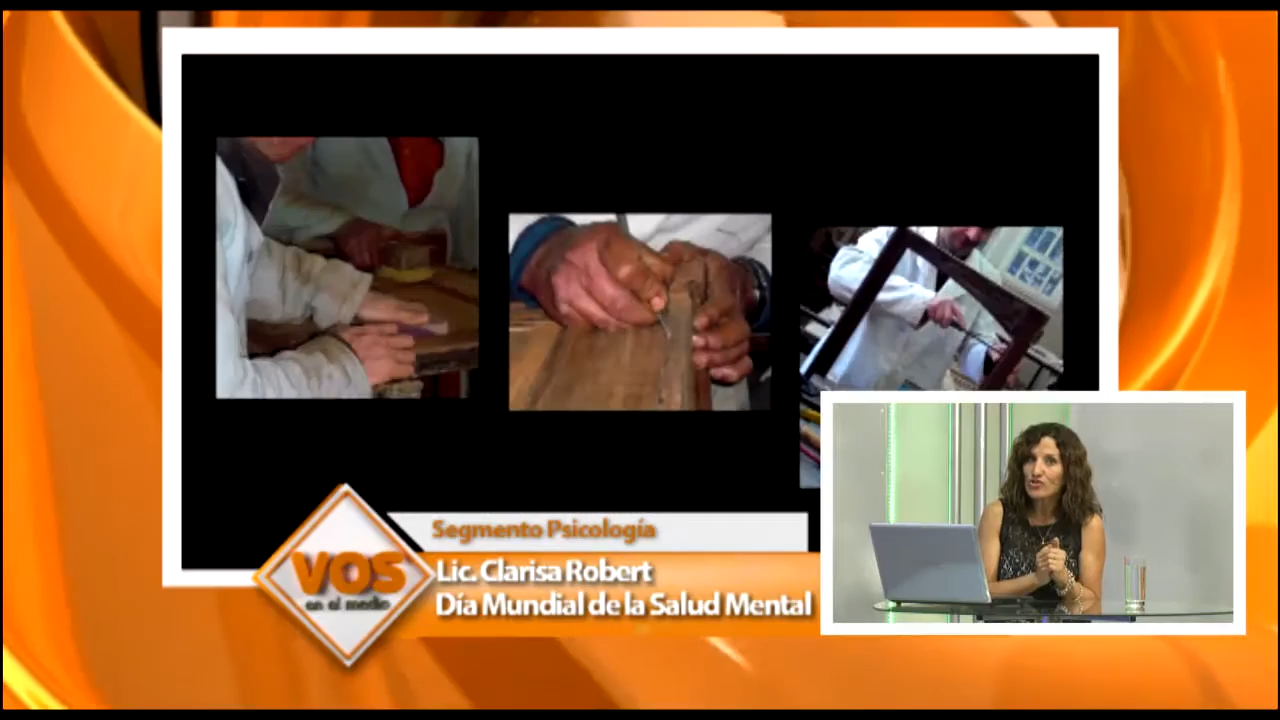 Segmento Psicología
VOS
en el medio
Lic. Clarisa Robert
Día Mundial de la Salud Mental